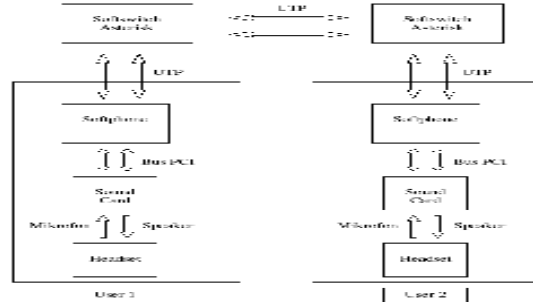 UTP
Softswitch
Asterisk
Softswitch
Asterisk
UTP
UTP
Softphone
Softphone
Bus PCI
Bus PCI
Sound
Card
Sound
Card
Mikrofon
Speaker
Mikrofon
Speaker
Headset
Headset
User 1
User 2